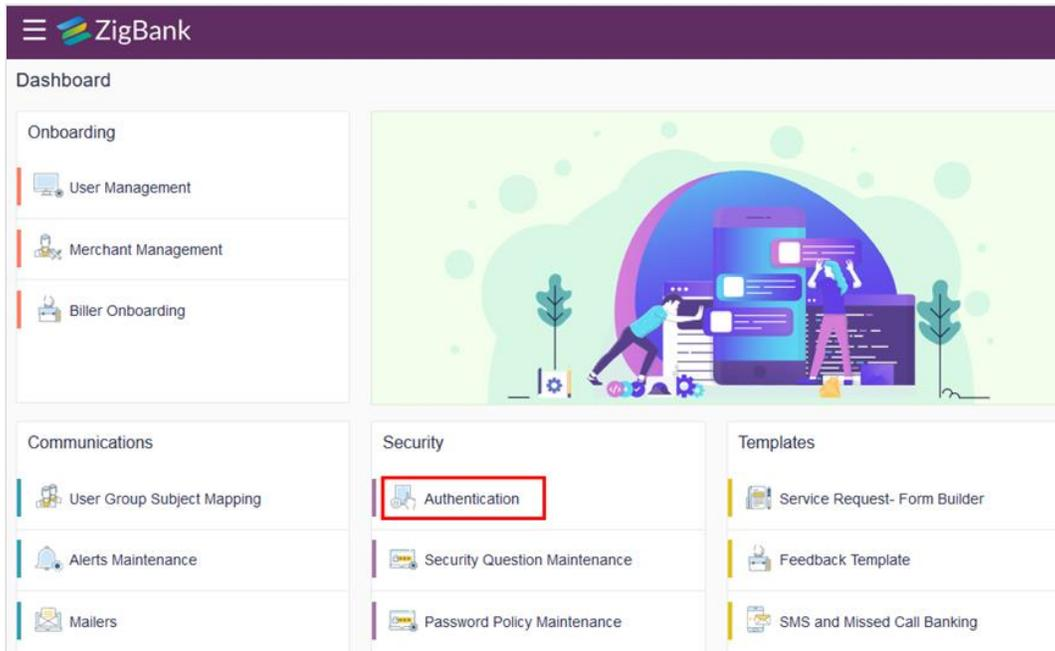 ZigBank
Dashboard
Onboarding
User Management
Merchant Management
Biller Onboarding
Communications
User Group Subject Mapping
Alerts Maintenance
Mailers
Security
Authentication
Security Question Maintenance
Password Policy Maintenance
Templates
Service Request- Form Builder
Feedback Template
SMS and Missed Call Banking